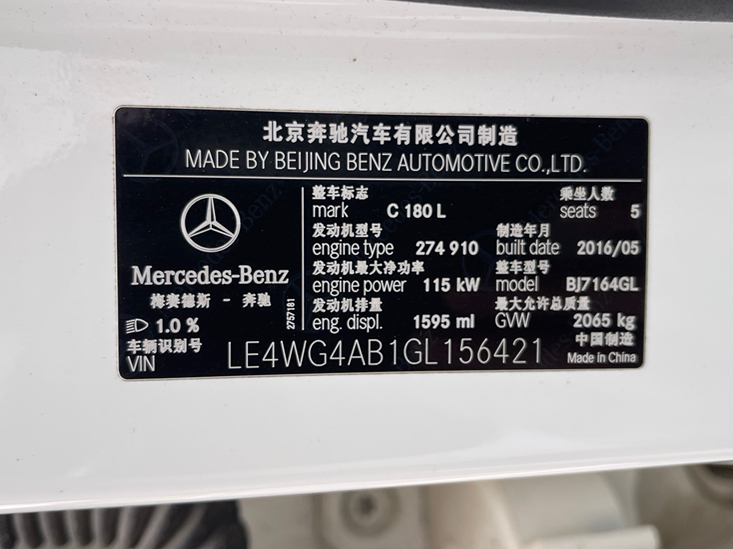 北京奔驰汽车有限公司制造
MADE BY BEIJING BENZ AUTOMOTIVE CO.,LTD.
Mercedes-Benz
梅赛德斯 - 奔驰
1.0 %
2757181
整车标志 乘坐人数
mark C 180 L seats 5
发动机型号 制造年月
engine type 274 910 built date 2016/05
发动机最大净功率 整车型号
engine power 115 kW model BJ7164GL
发动机排量 最大允许总质量
eng. displ. 1595 ml GVW 2065 kg
车辆识别号 中国制造
VIN LE4WG4AB1GL156421 Made in China